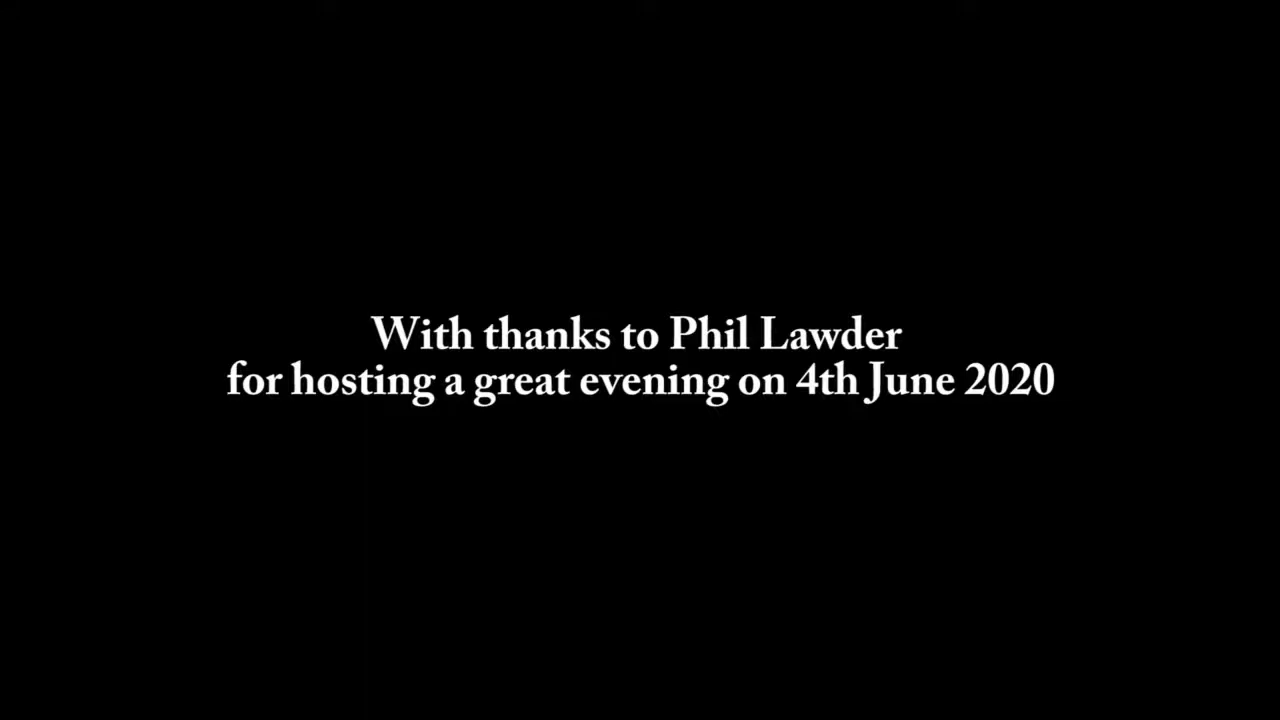 With thanks to Phil Lawder
for hosting a great evening on 4th June 2020